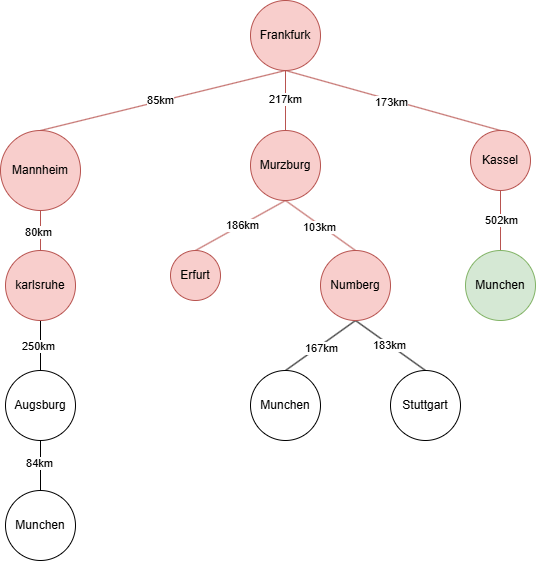 Frankfurk
85km
217km
173km
Mannheim
Murzburg
Kassel
80km
186km
103km
502km
karlsruhe
Erfurt
Numberg
Munchen
250km
167km
183km
Augsburg
Munchen
Stuttgart
84km
Munchen